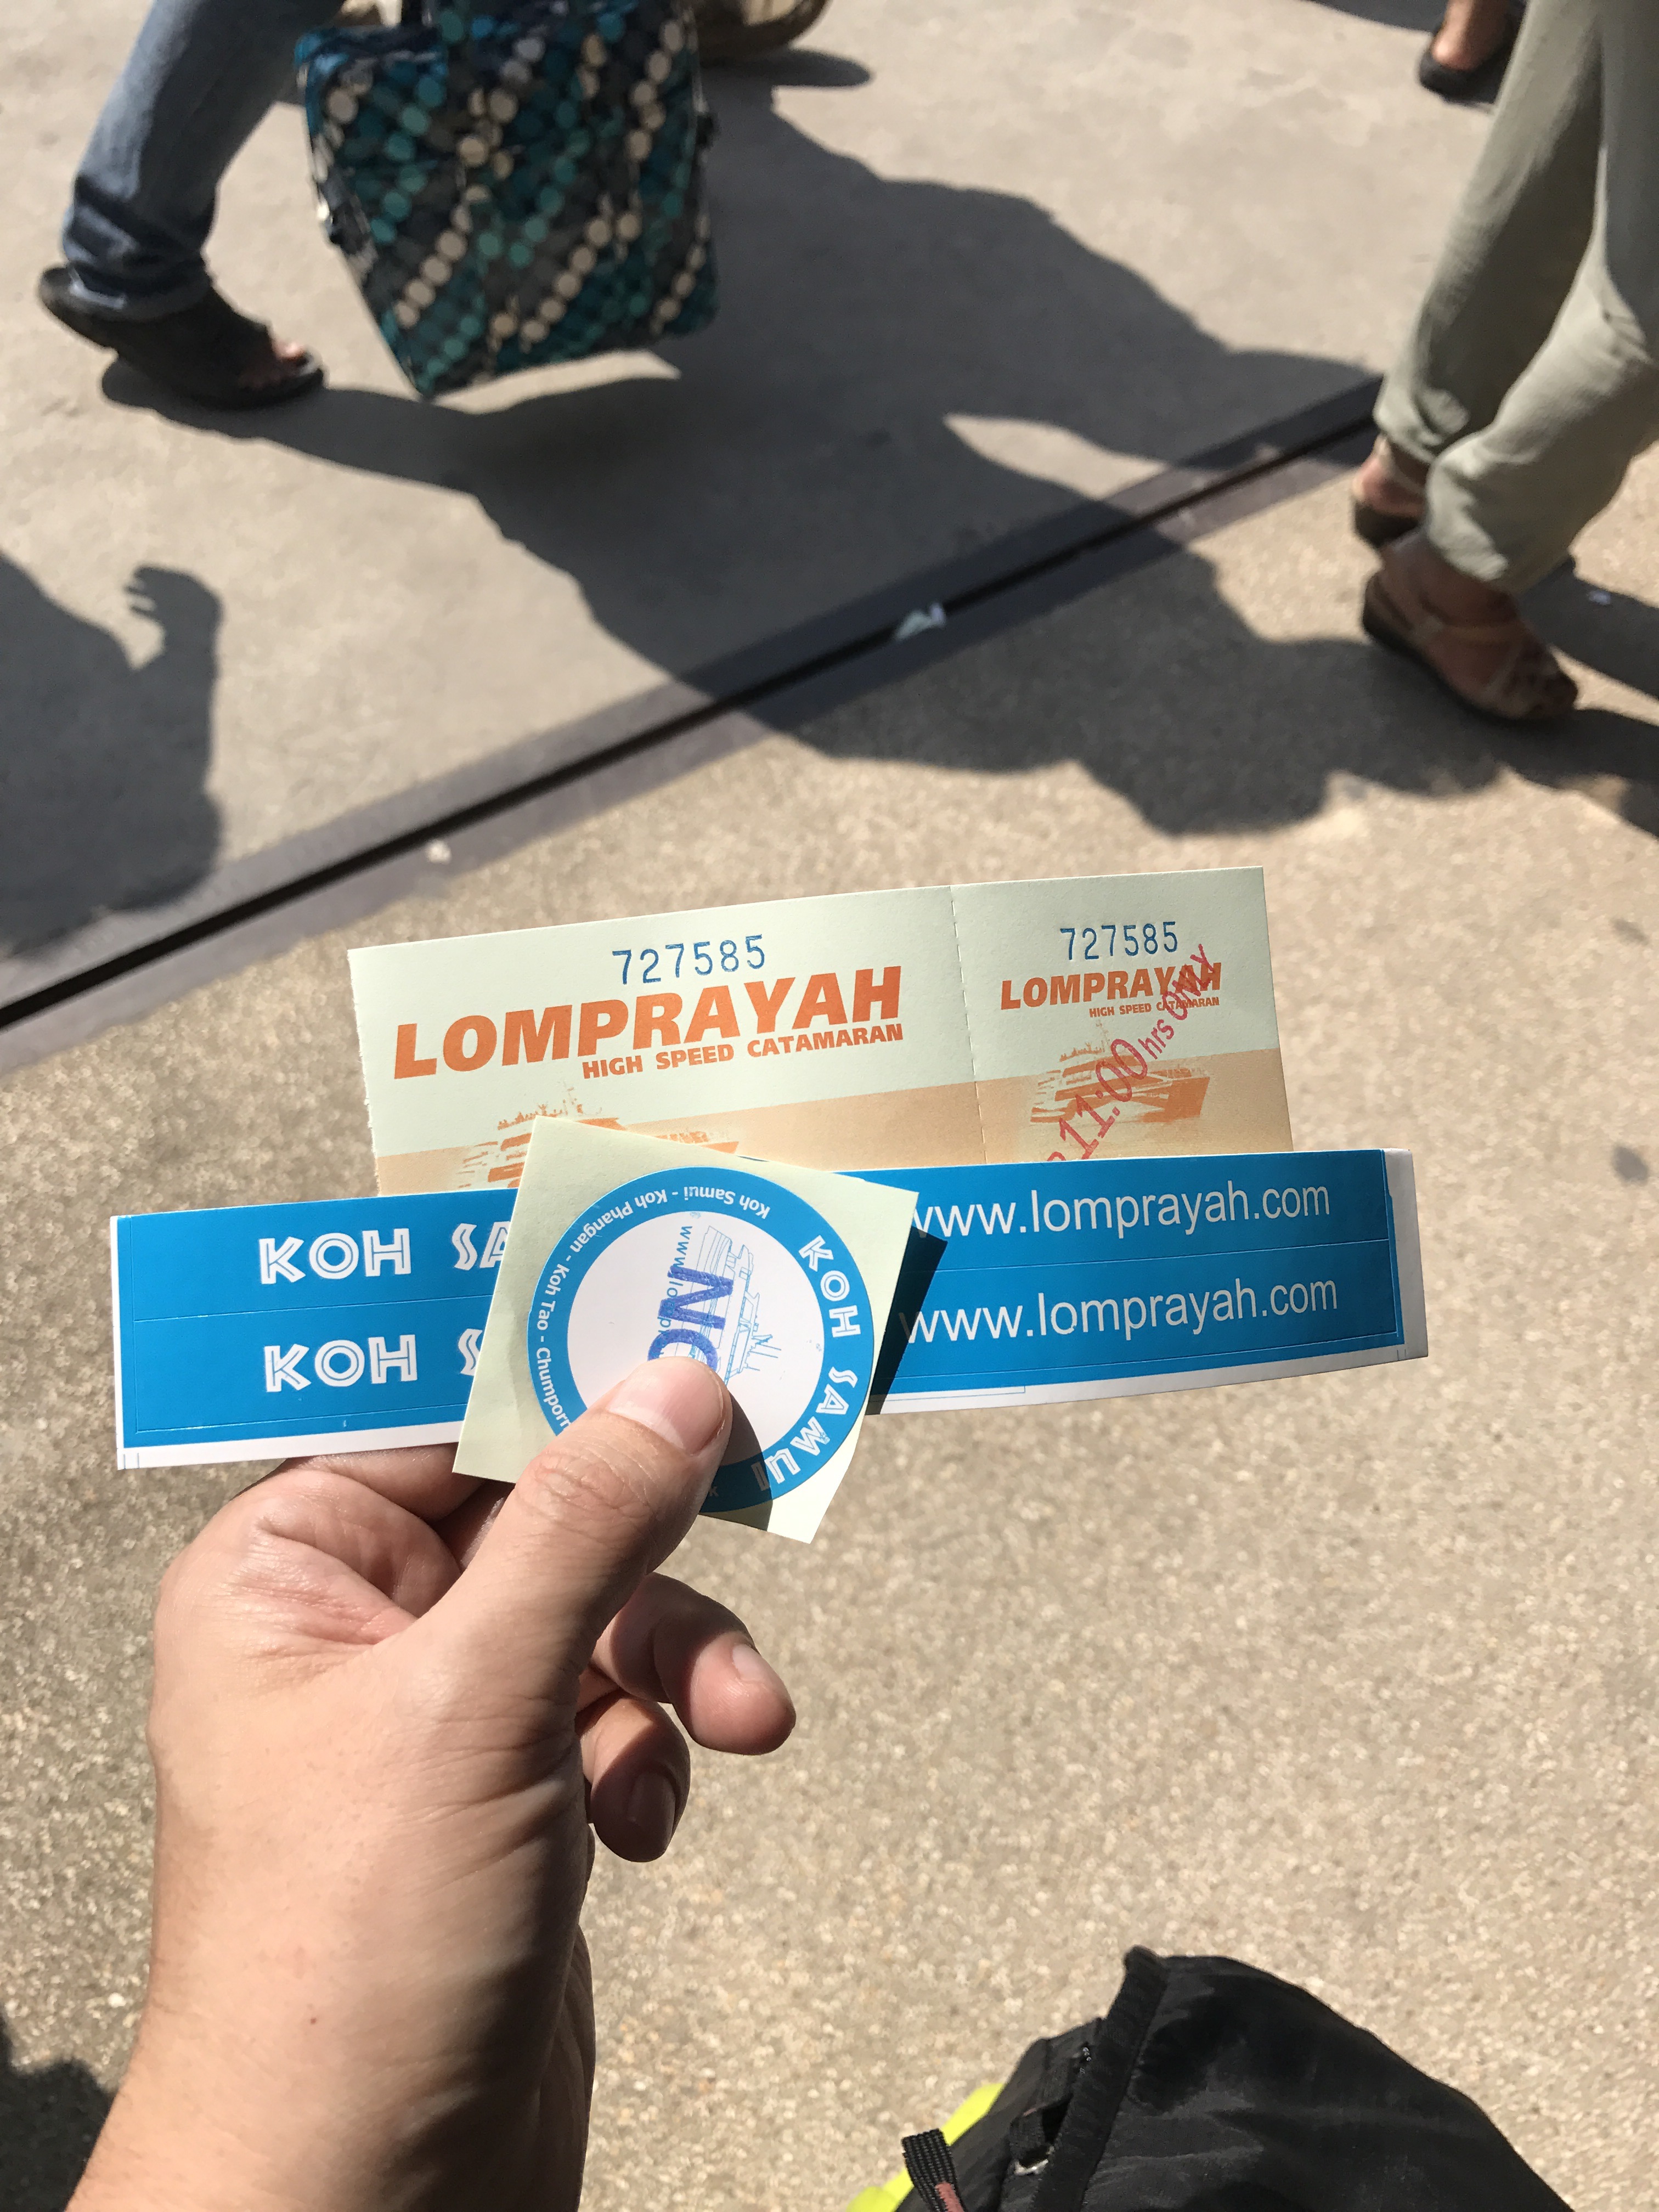 727585
LOMPRAYAH
HIGH SPEED CATAMARAN
727585
LOMPRAYAH
HIGH SPEED CATAMARAN
11:00 hrs ONLY
KOH
www.lomprayah.com
KOH
www.lomprayah.com
Koh Samui - Koh Phangan - Koh Tao - Chumporn
KOH SAMUI